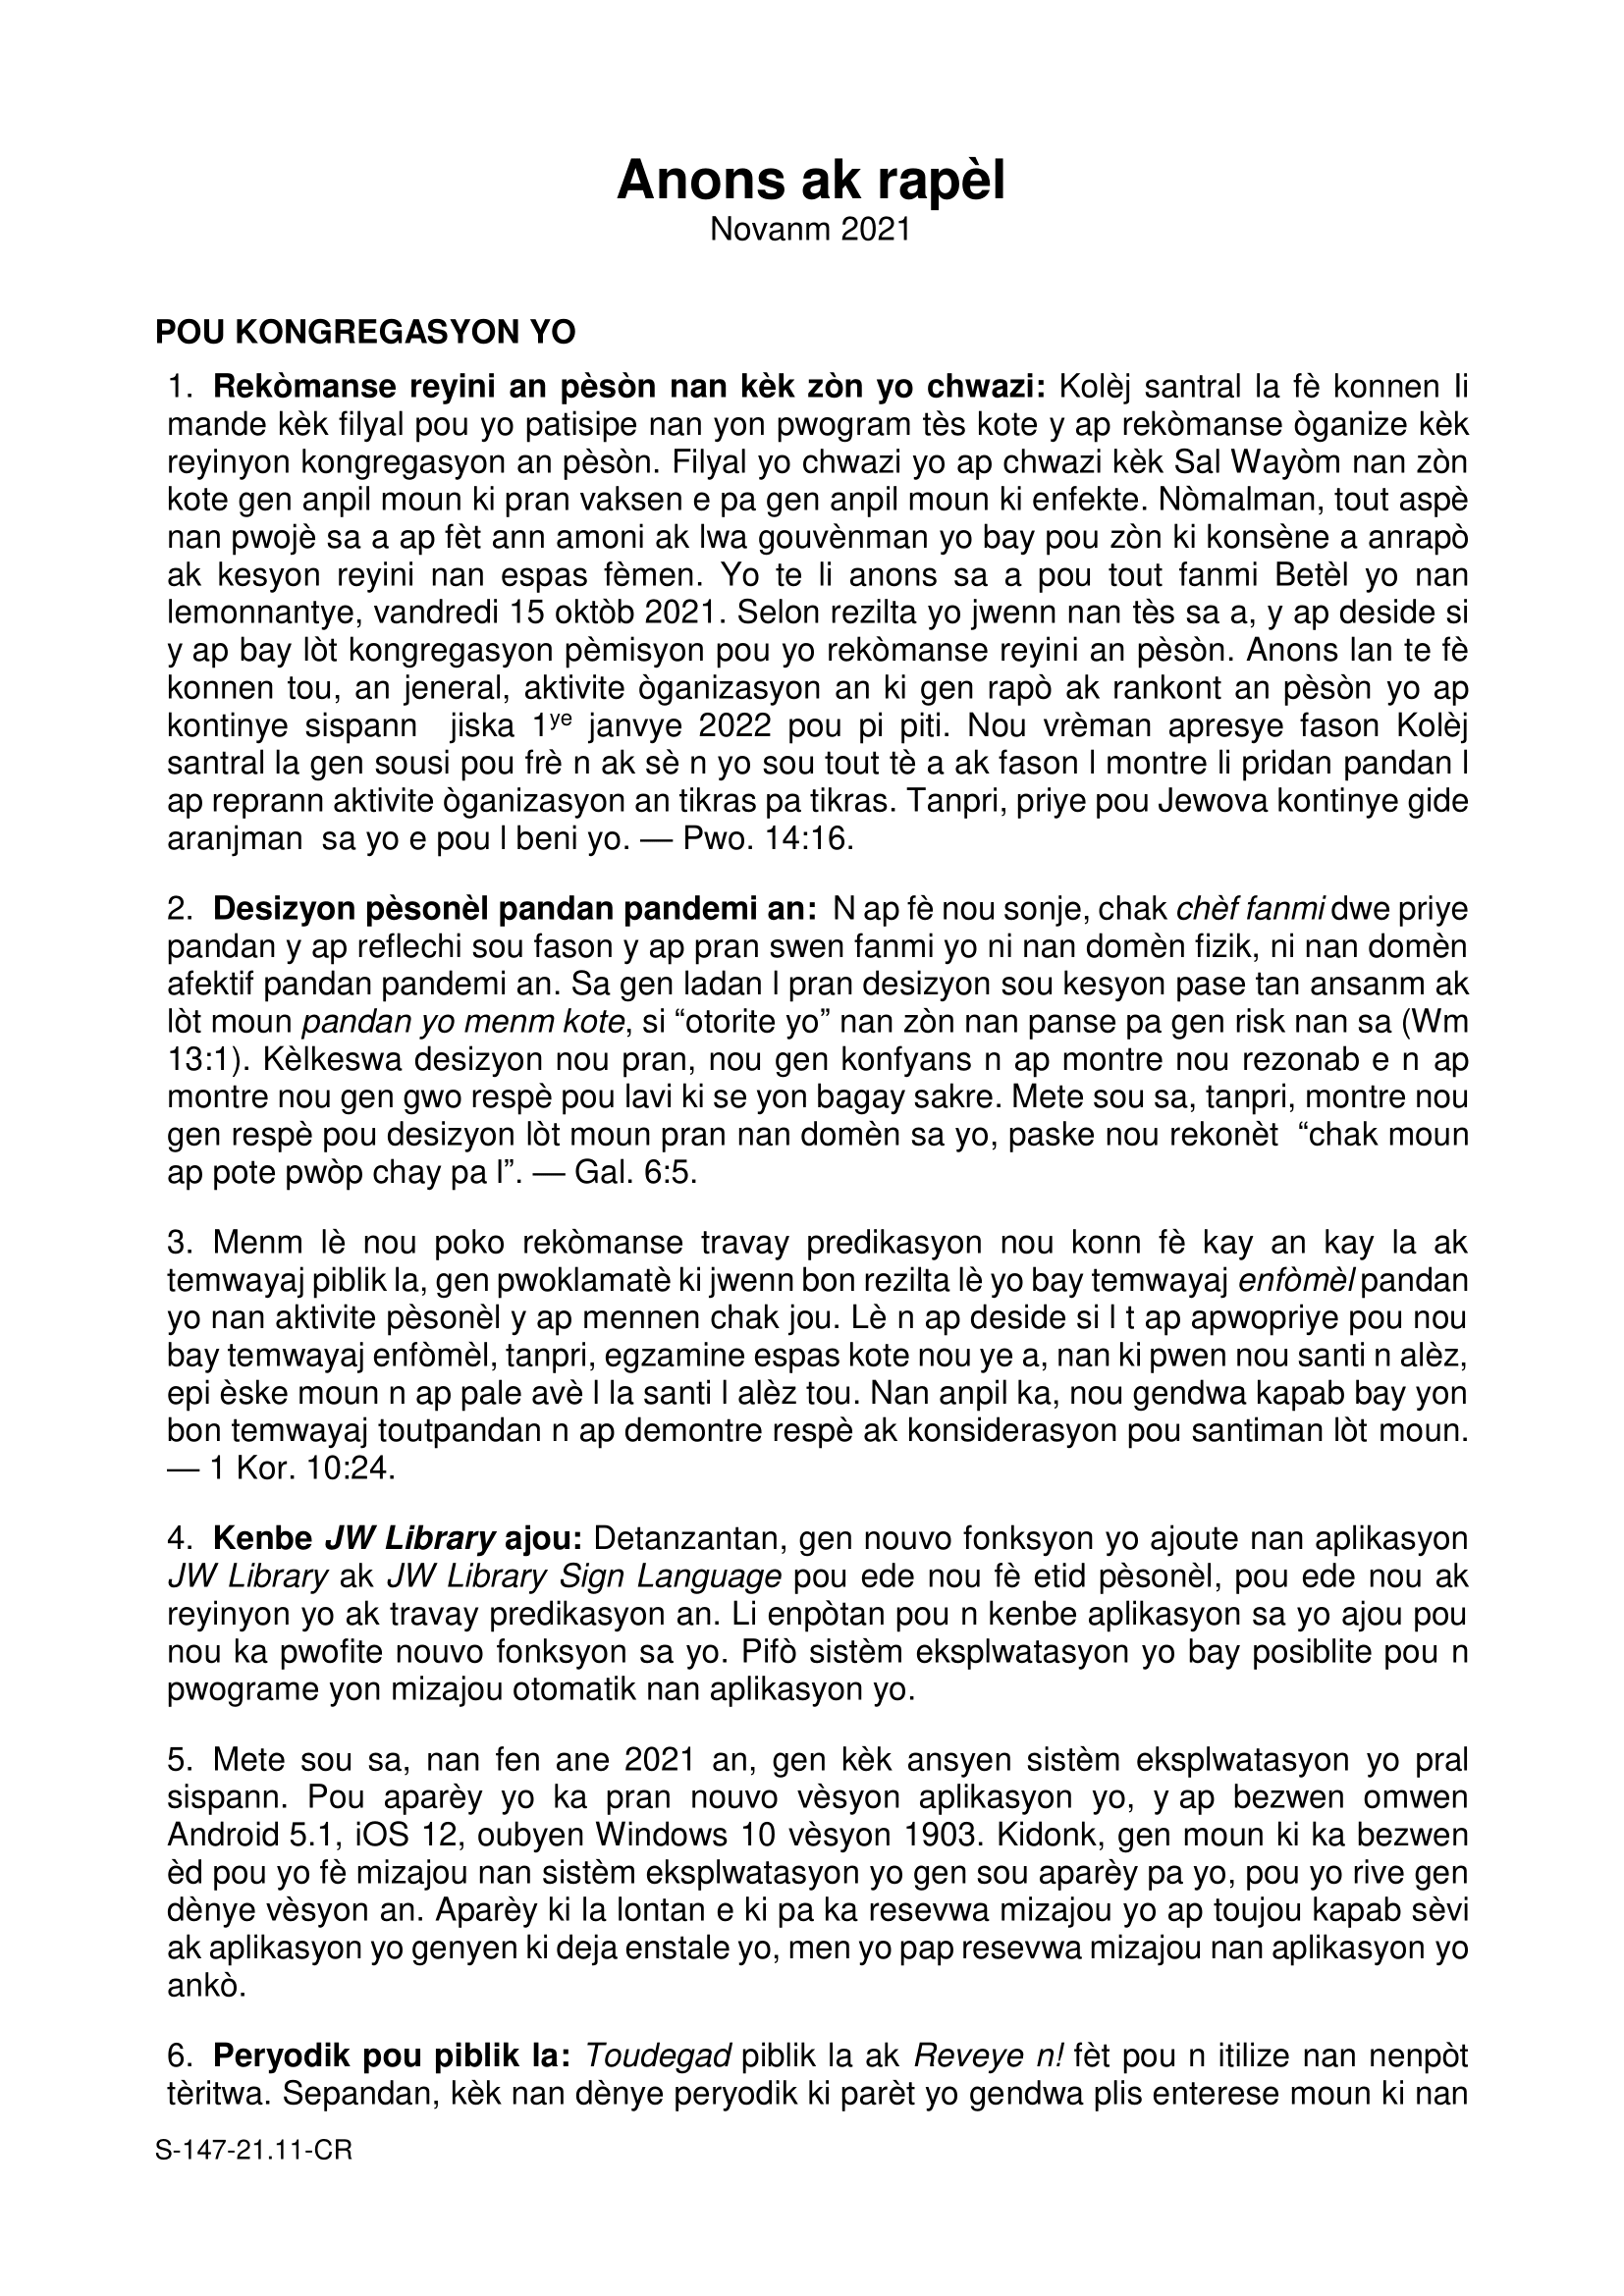 Anons ak rapèl
Novanm 2021
POU KONGREGASYON YO
1. Rekòmanse reyini an pèsòn nan kèk zòn yo chwazi: Kolèj santral la fè konnen li
mande kèk filyal pou yo patisipe nan yon pwogram tès kote y ap rekòmanse òganize kèk
reyinyon kongregasyon an pèsòn. Filyal yo chwazi yo ap chwazi kèk Sal Wayòm nan zòn
kote gen anpil moun ki pran vaksen e pa gen anpil moun ki enfekte. Nòmalman, tout aspè
nan pwojè sa a ap fèt ann amoni ak lwa gouvènman yo bay pou zòn ki konsène a anrapò
ak kesyon reyini nan espas fèmen. Yo te li anons sa a pou tout fanmi Betèl yo nan
lemonnantye, vandredi 15 oktòb 2021. Selon rezilta yo jwenn nan tès sa a, y ap deside si
y ap bay lòt kongregasyon pèmisyon pou yo rekòmanse reyini an pèsòn. Anons lan te fè
konnen tou, an jeneral, aktivite òganizasyon an ki gen rapò ak rankont an pèsòn yo ap
kontinye sispann jiska 1ye janvye 2022 pou pi piti. Nou vrèman apresye fason Kolèj
santral la gen sousi pou frè n ak sè n yo sou tout tè a ak fason l montre li pridan pandan l
ap reprann aktivite òganizasyon an tikras pa tikras. Tanpri, priye pou Jewova kontinye gide
aranjman sa yo e pou l beni yo. — Pwo. 14:16.
2. Desizyon pèsonèl pandan pandemi an: N ap fè nou sonje, chak chèf fanmi dwe priye
pandan y ap reflechi sou fason y ap pran swen fanmi yo ni nan domèn fizik, ni nan domèn
afektif pandan pandemi an. Sa gen ladan l pran desizyon sou kesyon pase tan ansanm ak
lòt moun pandan yo menm kote, si “otorite yo” nan zòn nan panse pa gen risk nan sa (Wm
13:1). Kèlkeswa desizyon nou pran, nou gen konfyans n ap montre nou rezonab e n ap
montre nou gen gwo respè pou lavi ki se yon bagay sakre. Mete sou sa, tanpri, montre nou
gen respè pou desizyon lòt moun pran nan domèn sa yo, paske nou rekonèt “chak moun
ap pote pwòp chay pa l”. — Gal. 6:5.
3. Menm lè nou poko rekòmanse travay predikasyon nou konn fè kay an kay la ak
temwayaj piblik la, gen pwoklamatè ki jwenn bon rezilta lè yo bay temwayaj enfòmèl pandan
yo nan aktivite pèsonèl y ap mennen chak jou. Lè n ap deside si l t ap apwopriye pou nou
bay temwayaj enfòmèl, tanpri, egzamine espas kote nou ye a, nan ki pwen nou santi n alèz,
epi èske moun n ap pale avè l la santi l alèz tou. Nan anpil ka, nou gendwa kapab bay yon
bon temwayaj toutpandan n ap demontre respè ak konsiderasyon pou santiman lòt moun.
— 1 Kor. 10:24.
4. Kenbe JW Library ajou: Detanzantan, gen nouvo fonksyon yo ajoute nan aplikasyon
JW Library ak JW Library Sign Language pou ede nou fè etid pèsonèl, pou ede nou ak
reyinyon yo ak travay predikasyon an. Li enpòtan pou n kenbe aplikasyon sa yo ajou pou
nou ka pwofite nouvo fonksyon sa yo. Pifò sistèm eksplwatasyon yo bay posiblite pou n
pwograme yon mizajou otomatik nan aplikasyon yo.
5. Mete sou sa, nan fen ane 2021 an, gen kèk ansyen sistèm eksplwatasyon yo pral
sispann. Pou aparèy yo ka pran nouvo vèsyon aplikasyon yo, y ap bezwen omwen
Android 5.1, iOS 12, oubyen Windows 10 vèsyon 1903. Kidonk, gen moun ki ka bezwen
èd pou yo fè mizajou nan sistèm eksplwatasyon yo gen sou aparèy pa yo, pou yo rive gen
dènye vèsyon an. Aparèy ki la lontan e ki pa ka resevwa mizajou yo ap toujou kapab sèvi
ak aplikasyon yo genyen ki deja enstale yo, men yo pap resevwa mizajou nan aplikasyon yo
ankò.
6. Peryodik pou piblik la: Toudegad piblik la ak Reveye n! fèt pou n itilize nan nenpòt
tèritwa. Sepandan, kèk nan dènye peryodik ki parèt yo gendwa plis enterese moun ki nan
S-147-21.11-CR